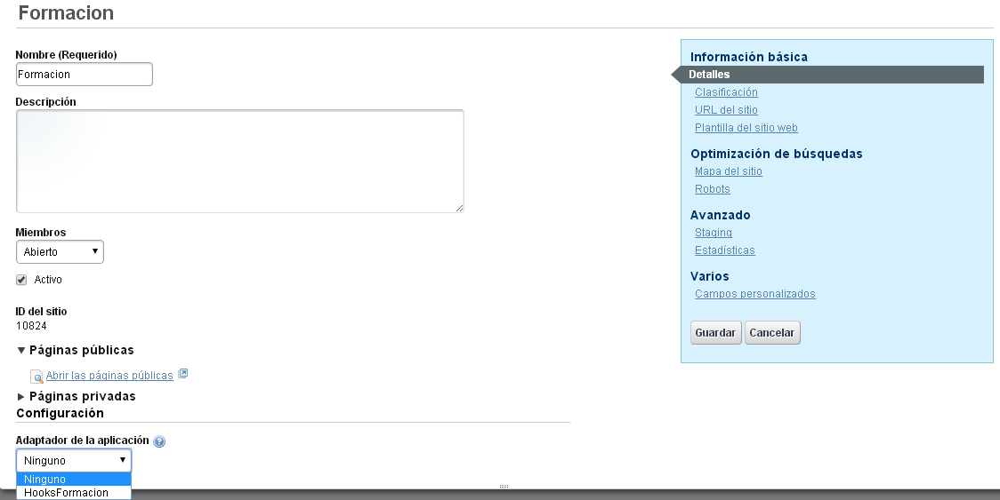 Formacion
Nombre (Requerido)
Formacion
Descripción
Miembros
Abierto
Activo
ID del sitio
10824
Páginas públicas
Abrir las páginas públicas
Páginas privadas
Configuración
Adaptador de la aplicación
Ninguno
Ninguno
HooksFormacion
Información básica
Detalles
Clasificación
URL del sitio
Plantilla del sitio web
Optimización de búsquedas
Mapa del sitio
Robots
Avanzado
Staging
Estadísticas
Varios
Campos personalizados
Guardar Cancelar